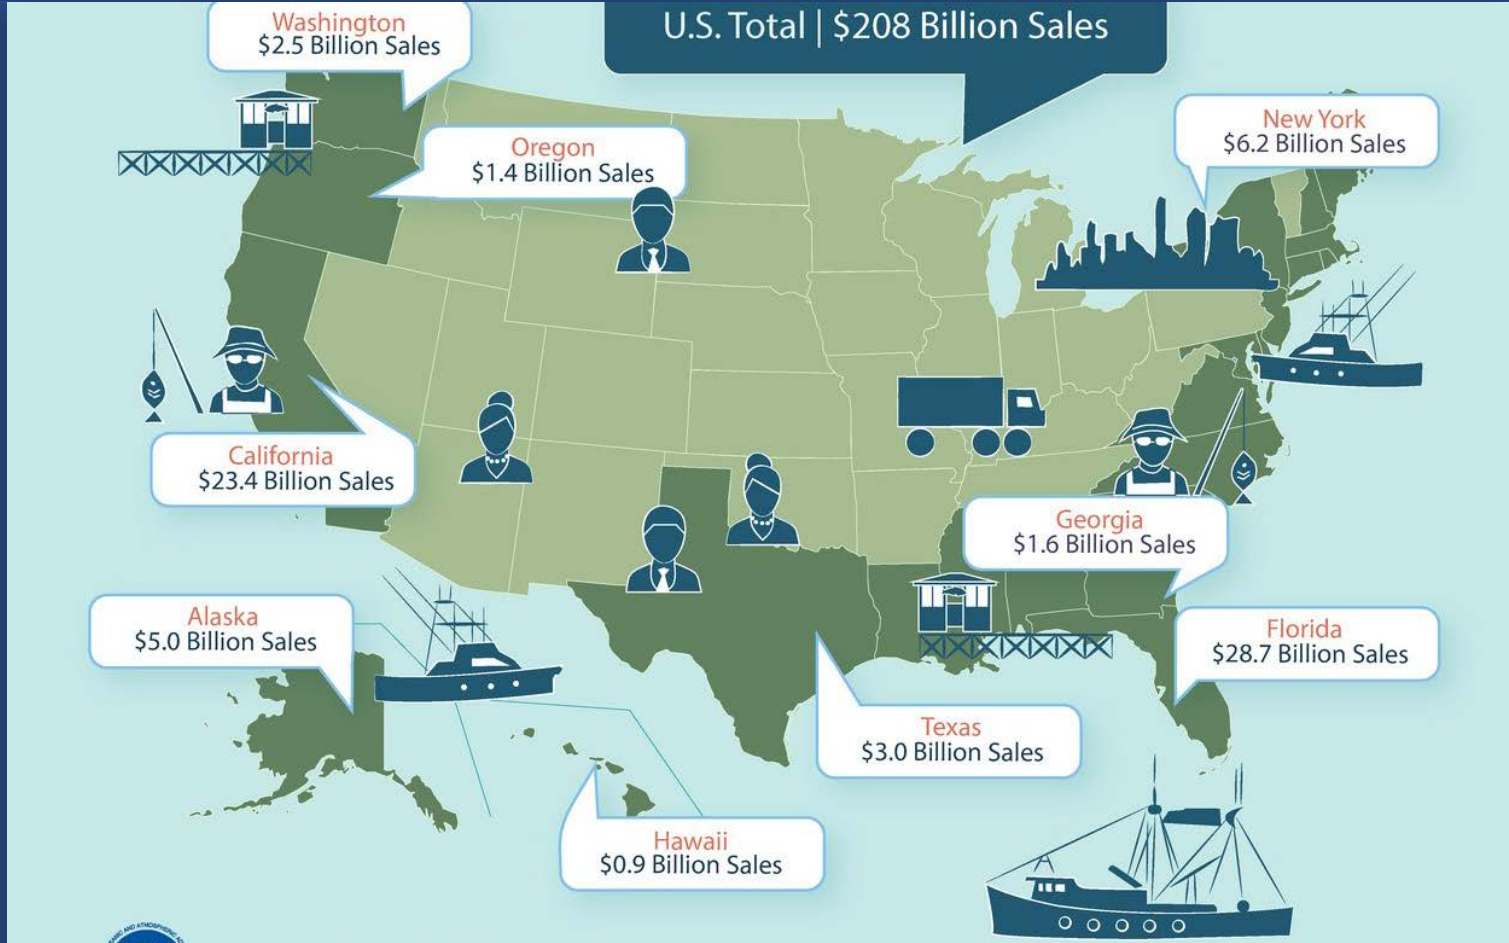 U.S. Total | $208 Billion Sales
Washington
$2.5 Billion Sales
Oregon
$1.4 Billion Sales
New York
$6.2 Billion Sales
California
$23.4 Billion Sales
Georgia
$1.6 Billion Sales
Alaska
$5.0 Billion Sales
Florida
$28.7 Billion Sales
Texas
$3.0 Billion Sales
Hawaii
$0.9 Billion Sales
AND ATMOSPHERIC